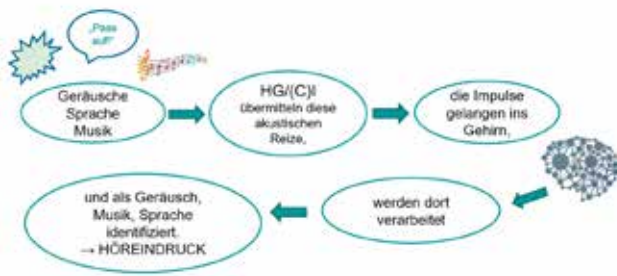 „Pass
auf!“
Geräusche
Sprache
Musik
HG/(C)I
übermitteln diese
akustischen
Reize,
die Impulse
gelangen ins
Gehirn,
werden dort
verarbeitet
und als Geräusch,
Musik, Sprache
identifiziert.
→ HÖREINDRUCK